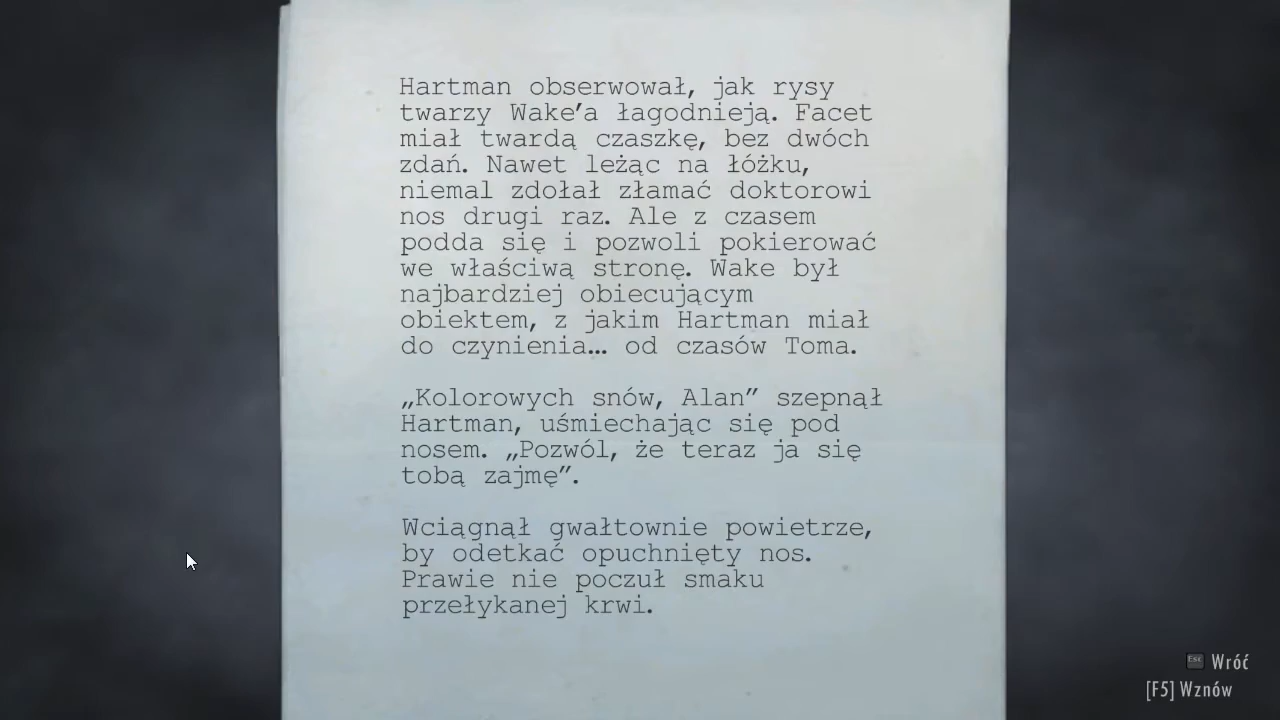 Hartman obserwował, jak rysy
twarzy Wake’a łagodnieją. Facet
miał twardą czaszkę, bez dwóch
zdań. Nawet leżąc na łóżku,
niemal zdołał złamać doktorowi
nos drugi raz. Ale z czasem
podda się i pozwoli pokierować
we właściwą stronę. Wake był
najbardziej obiecującym
obiektem, z jakim Hartman miał
do czynienia… od czasów Toma.
„Kolorowych snów, Alan” szepnął
Hartman, uśmiechając się pod
nosem. „Pozwól, że teraz ja się
tobą zajmę”.
Wciągnął gwałtownie powietrze,
by odetkać opuchnięty nos.
Prawie nie poczuł smaku
przełykanej krwi.
Esc Wróć
[F5] Wznów